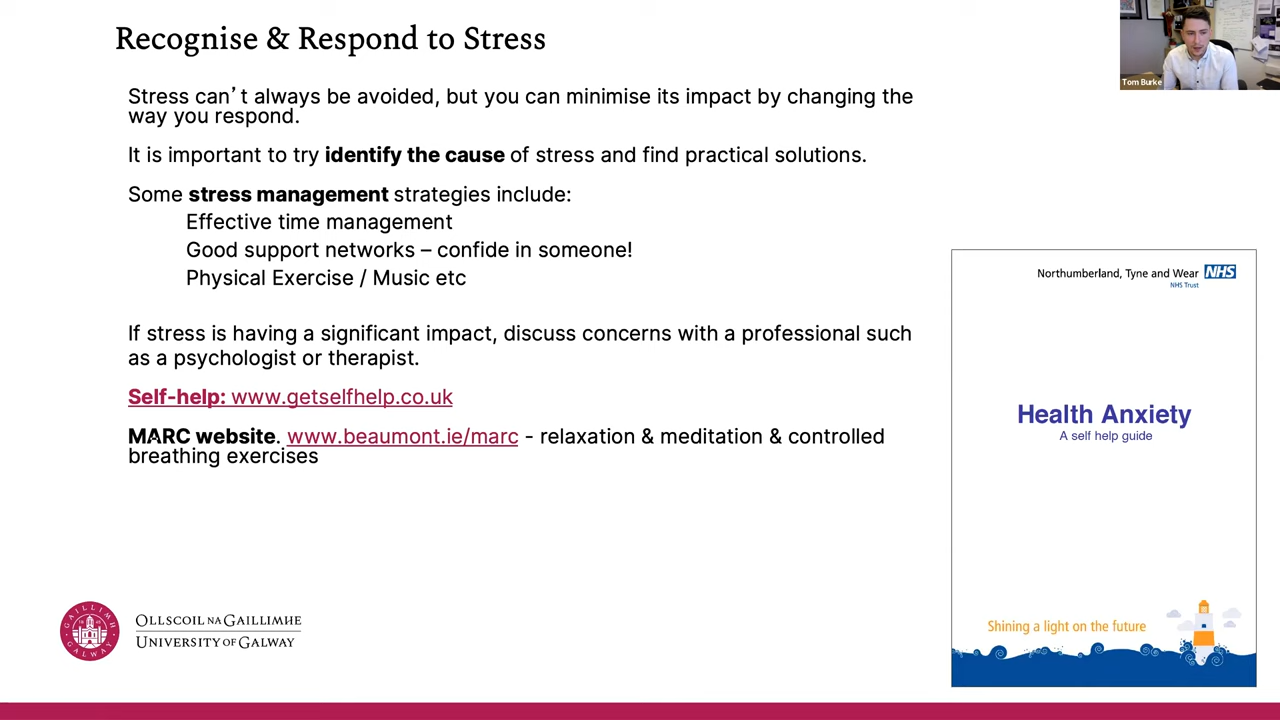 Recognise & Respond to Stress
Tom Burke
Stress can't always be avoided, but you can minimise its impact by changing the
way you respond.
It is important to try identify the cause of stress and find practical solutions.
Some stress management strategies include:
Effective time management
Good support networks – confide in someone!
Physical Exercise / Music etc
If stress is having a significant impact, discuss concerns with a professional such
as a psychologist or therapist.
Self-help: www.getselfhelp.co.uk
MARC website. www.beaumont.ie/marc - relaxation & meditation & controlled
breathing exercises
Northumberland, Tyne and Wear NHS
NHS Trust
Health Anxiety
A self help guide
Shining a light on the future
GAILLIMH
GALWAY
Ollscoil na Gaillimhe
University of Galway